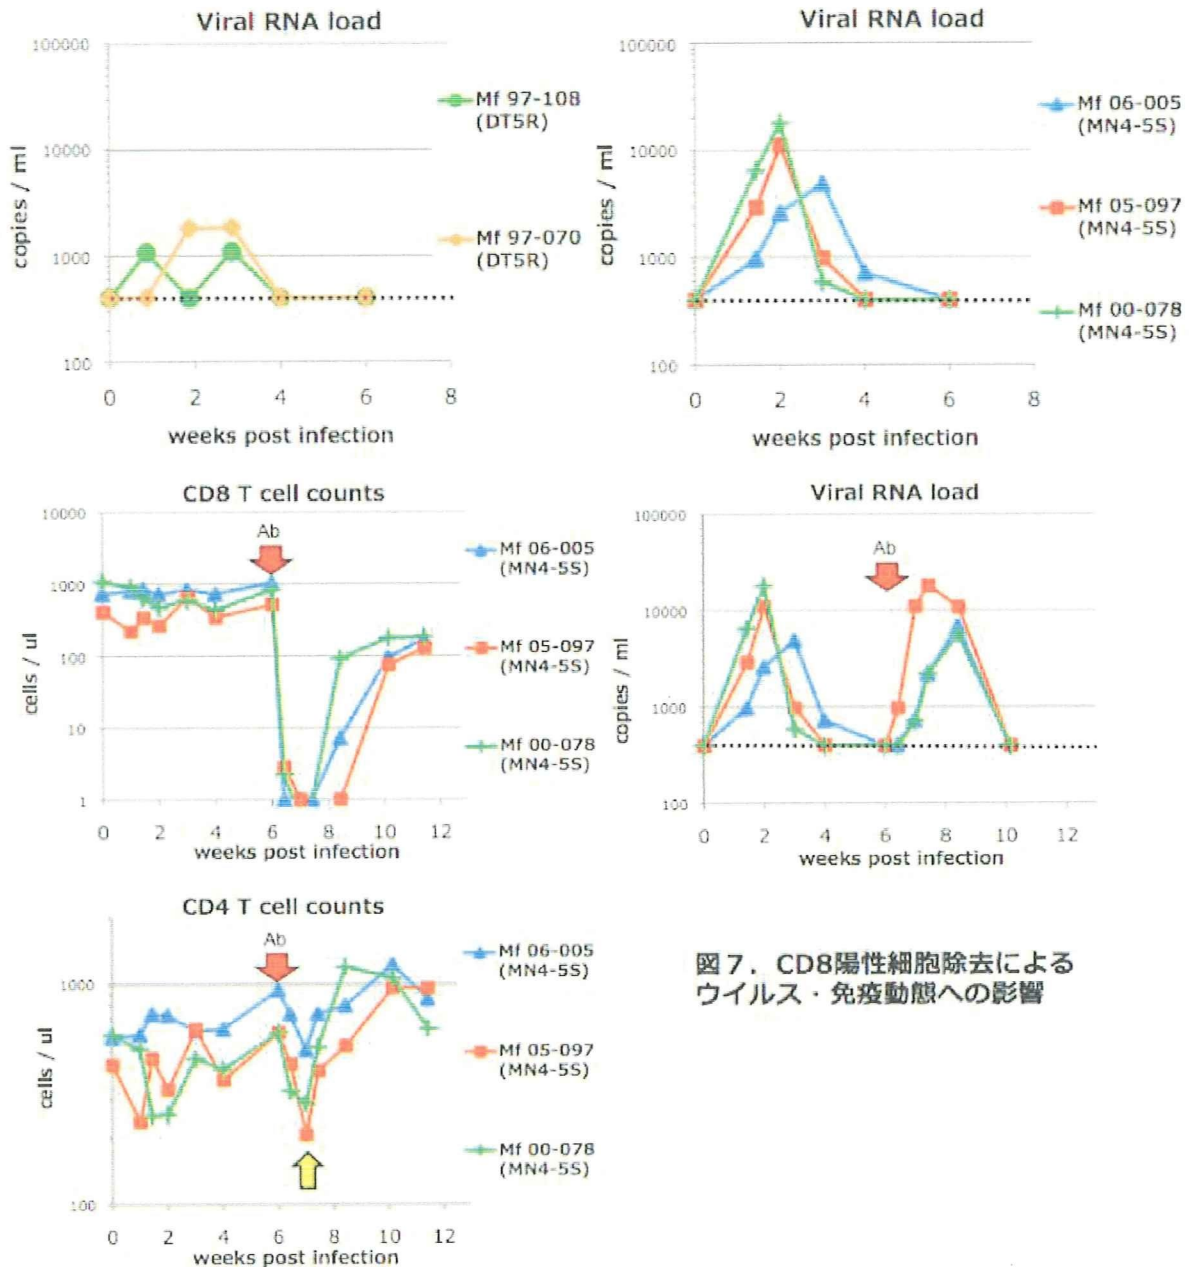 Viral RNA load
100000
10000
1000
100
copies / ml
0 2 4 6 8
weeks post infection
Mf 97-108
(DT5R)
Mf 97-070
(DT5R)
Viral RNA load
100000
10000
1000
100
copies / ml
0 2 4 6 8
weeks post infection
Mf 06-005
(MN4-5S)
Mf 05-097
(MN4-5S)
Mf 00-078
(MN4-5S)
CD8 T cell counts
10000
1000
100
10
1
cells / ul
Ab
0 2 4 6 8 10 12
weeks post infection
Mf 06-005
(MN4-5S)
Mf 05-097
(MN4-5S)
Mf 00-078
(MN4-5S)
Viral RNA load
100000
10000
1000
100
copies / ml
Ab
0 2 4 6 8 10 12
weeks post infection
CD4 T cell counts
1000
100
cells / ul
Ab
0 2 4 6 8 10 12
weeks post infection
Mf 06-005
(MN4-5S)
Mf 05-097
(MN4-5S)
Mf 00-078
(MN4-5S)
図7．CD8陽性細胞除去による
ウイルス・免疫動態への影響